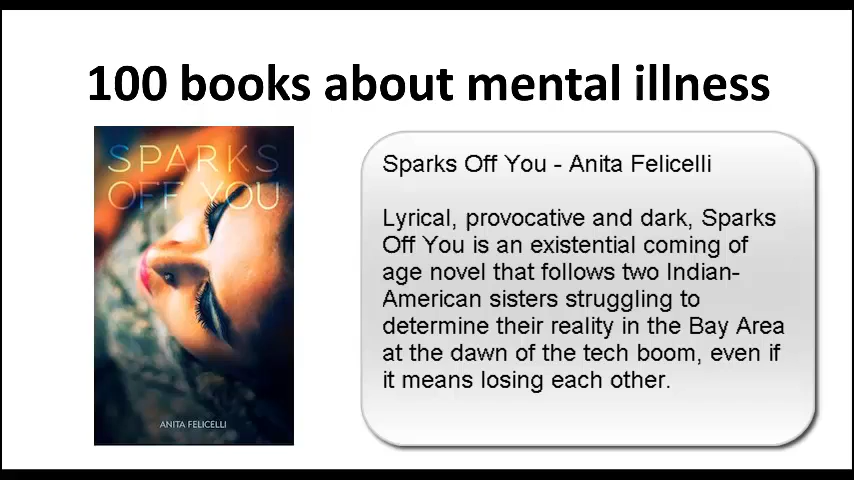 100 books about mental illness
SPARKS
OFF YOU
ANITA FELICELLI
Sparks Off You - Anita Felicelli
Lyrical, provocative and dark, Sparks
Off You is an existential coming of
age novel that follows two Indian-
American sisters struggling to
determine their reality in the Bay Area
at the dawn of the tech boom, even if
it means losing each other.